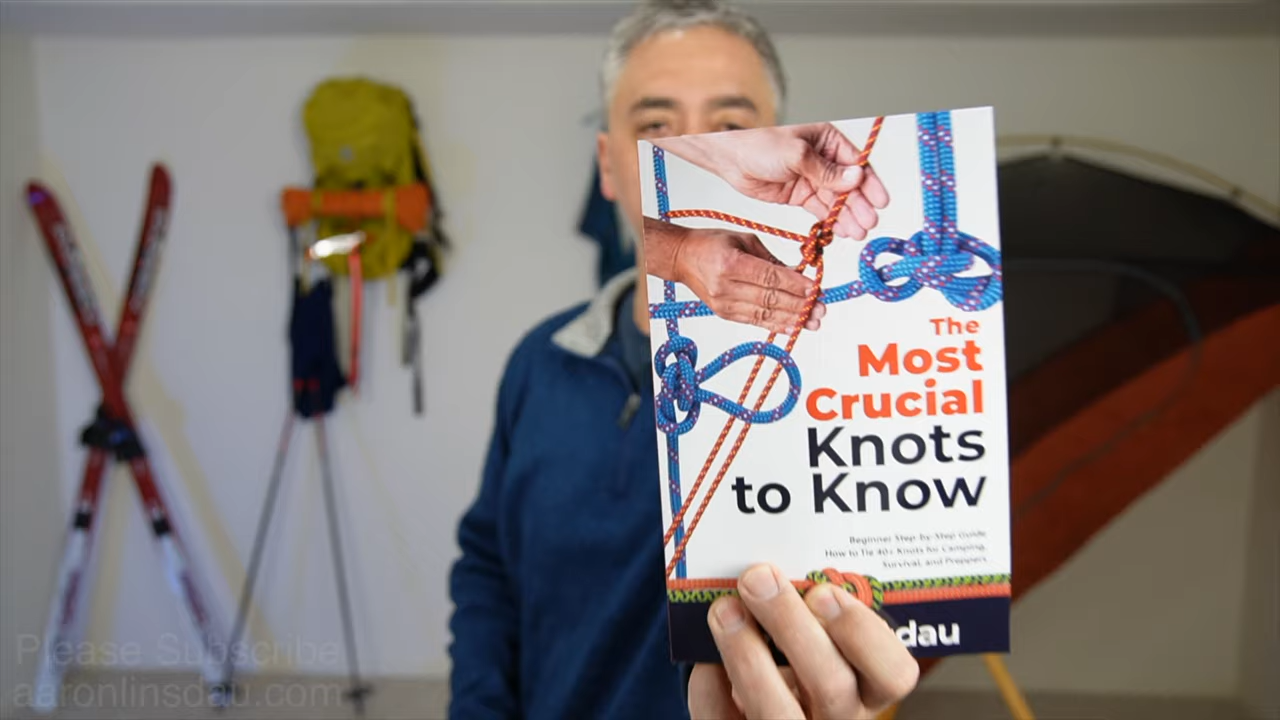 The
Most
Crucial
Knots
to Know
Beginner Step-by-Step Guide
How to Tie 40+ Knots for Camping,
Survival, and Preppers
dau
Please Subscribe
aaronlinsdau.com